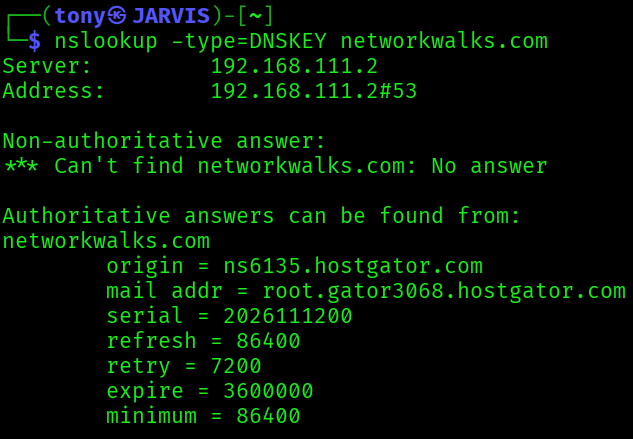 ┌──(tony㉿JARVIS)-[~]
└─$ nslookup -type=DNSKEY networkwalks.com
Server:         192.168.111.2
Address:        192.168.111.2#53

Non-authoritative answer:
*** Can't find networkwalks.com: No answer

Authoritative answers can be found from:
networkwalks.com
        origin = ns6135.hostgator.com
        mail addr = root.gator3068.hostgator.com
        serial = 2026111200
        refresh = 86400
        retry = 7200
        expire = 3600000
        minimum = 86400